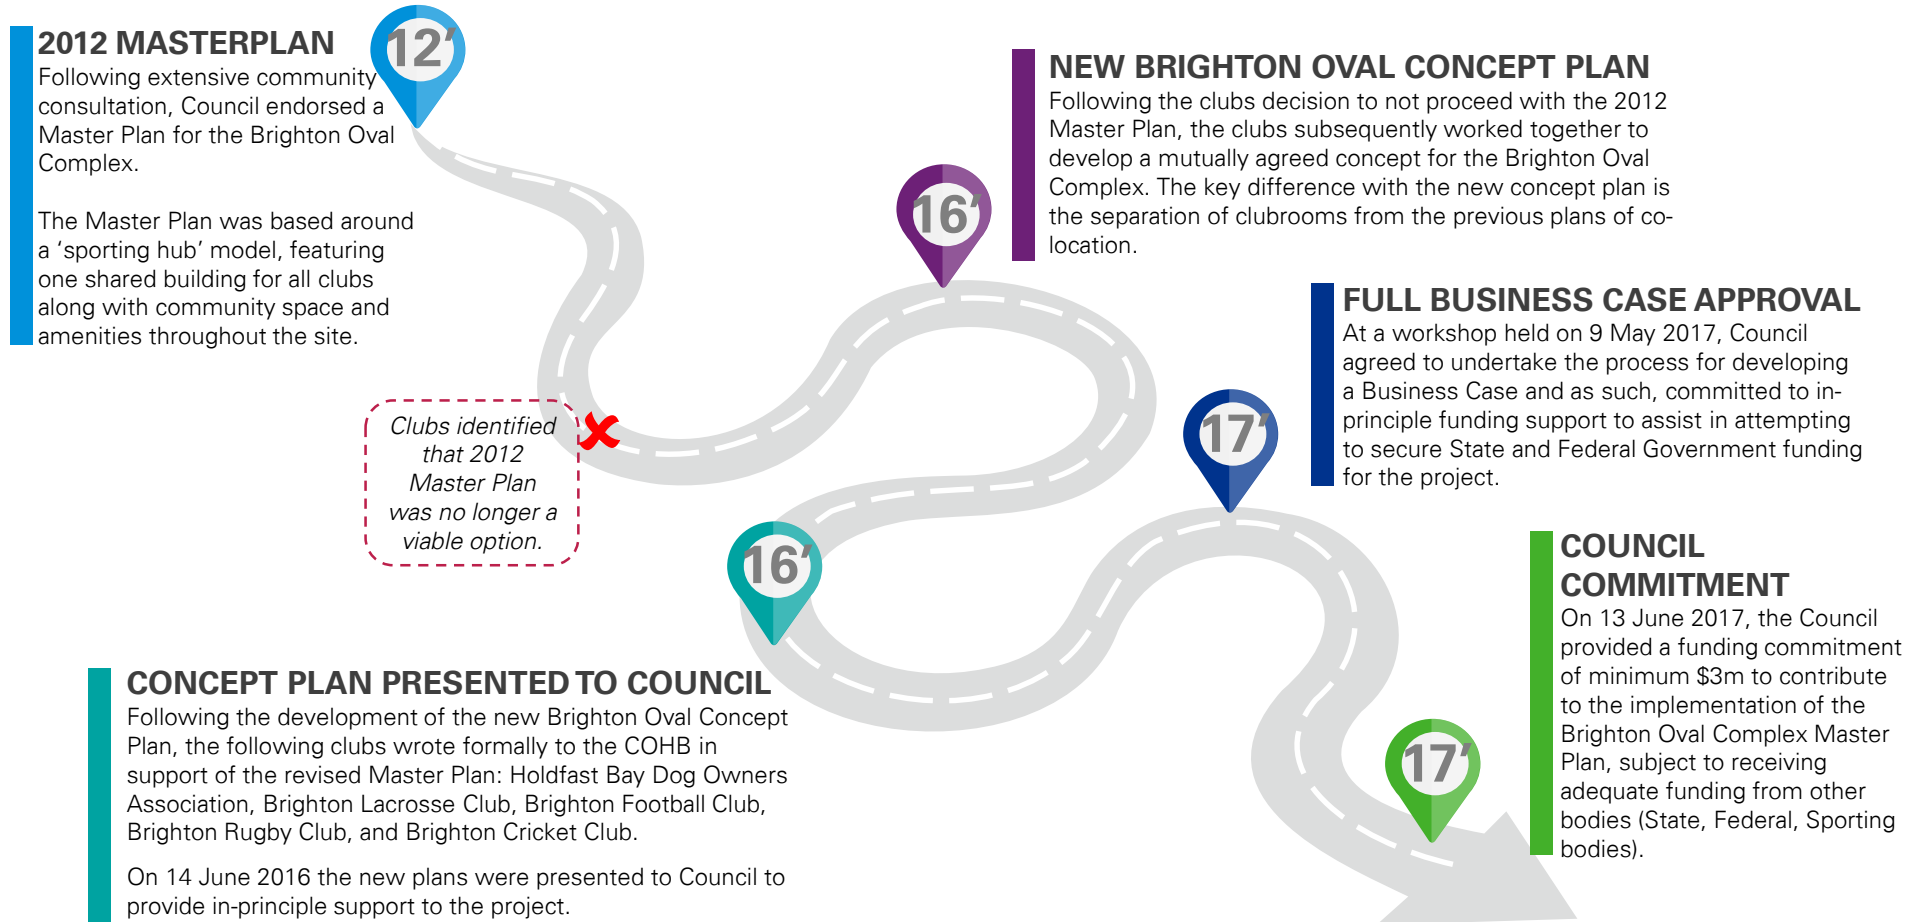 2012 MASTERPLAN
Following extensive community
consultation, Council endorsed a
Master Plan for the Brighton Oval
Complex.
The Master Plan was based around
a ‘sporting hub’ model, featuring
one shared building for all clubs
along with community space and
amenities throughout the site.
12’
Clubs identified
that 2012
Master Plan
was no longer a
viable option.
16’
NEW BRIGHTON OVAL CONCEPT PLAN
Following the clubs decision to not proceed with the 2012
Master Plan, the clubs subsequently worked together to
develop a mutually agreed concept for the Brighton Oval
Complex. The key difference with the new concept plan is
the separation of clubrooms from the previous plans of co-
location.
16’
CONCEPT PLAN PRESENTED TO COUNCIL
Following the development of the new Brighton Oval Concept
Plan, the following clubs wrote formally to the COHB in
support of the revised Master Plan: Holdfast Bay Dog Owners
Association, Brighton Lacrosse Club, Brighton Football Club,
Brighton Rugby Club, and Brighton Cricket Club.
On 14 June 2016 the new plans were presented to Council to
provide in-principle support to the project.
17’
FULL BUSINESS CASE APPROVAL
At a workshop held on 9 May 2017, Council
agreed to undertake the process for developing
a Business Case and as such, committed to in-
principle funding support to assist in attempting
to secure State and Federal Government funding
for the project.
17’
COUNCIL
COMMITMENT
On 13 June 2017, the Council
provided a funding commitment
of minimum $3m to contribute
to the implementation of the
Brighton Oval Complex Master
Plan, subject to receiving
adequate funding from other
bodies (State, Federal, Sporting
bodies).